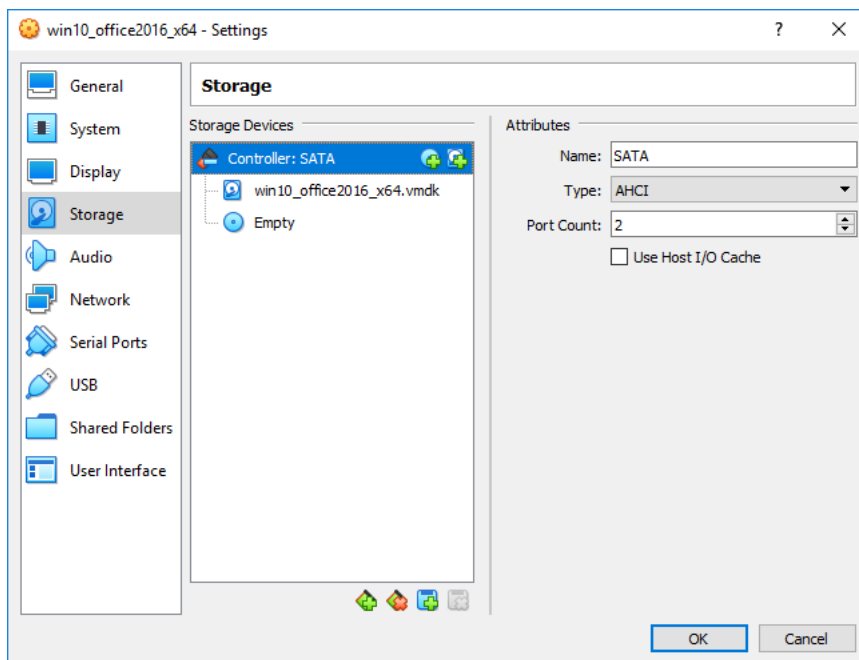 win10_office2016_x64 - Settings
?
General
System
Display
Storage
Audio
Network
Serial Ports
USB
Shared Folders
User Interface
Storage
Storage Devices
Controller: SATA
win10_office2016_x64.vmdk
Empty
Attributes
Name: SATA
Type: AHCI
Port Count: 2
Use Host I/O Cache
OK
Cancel